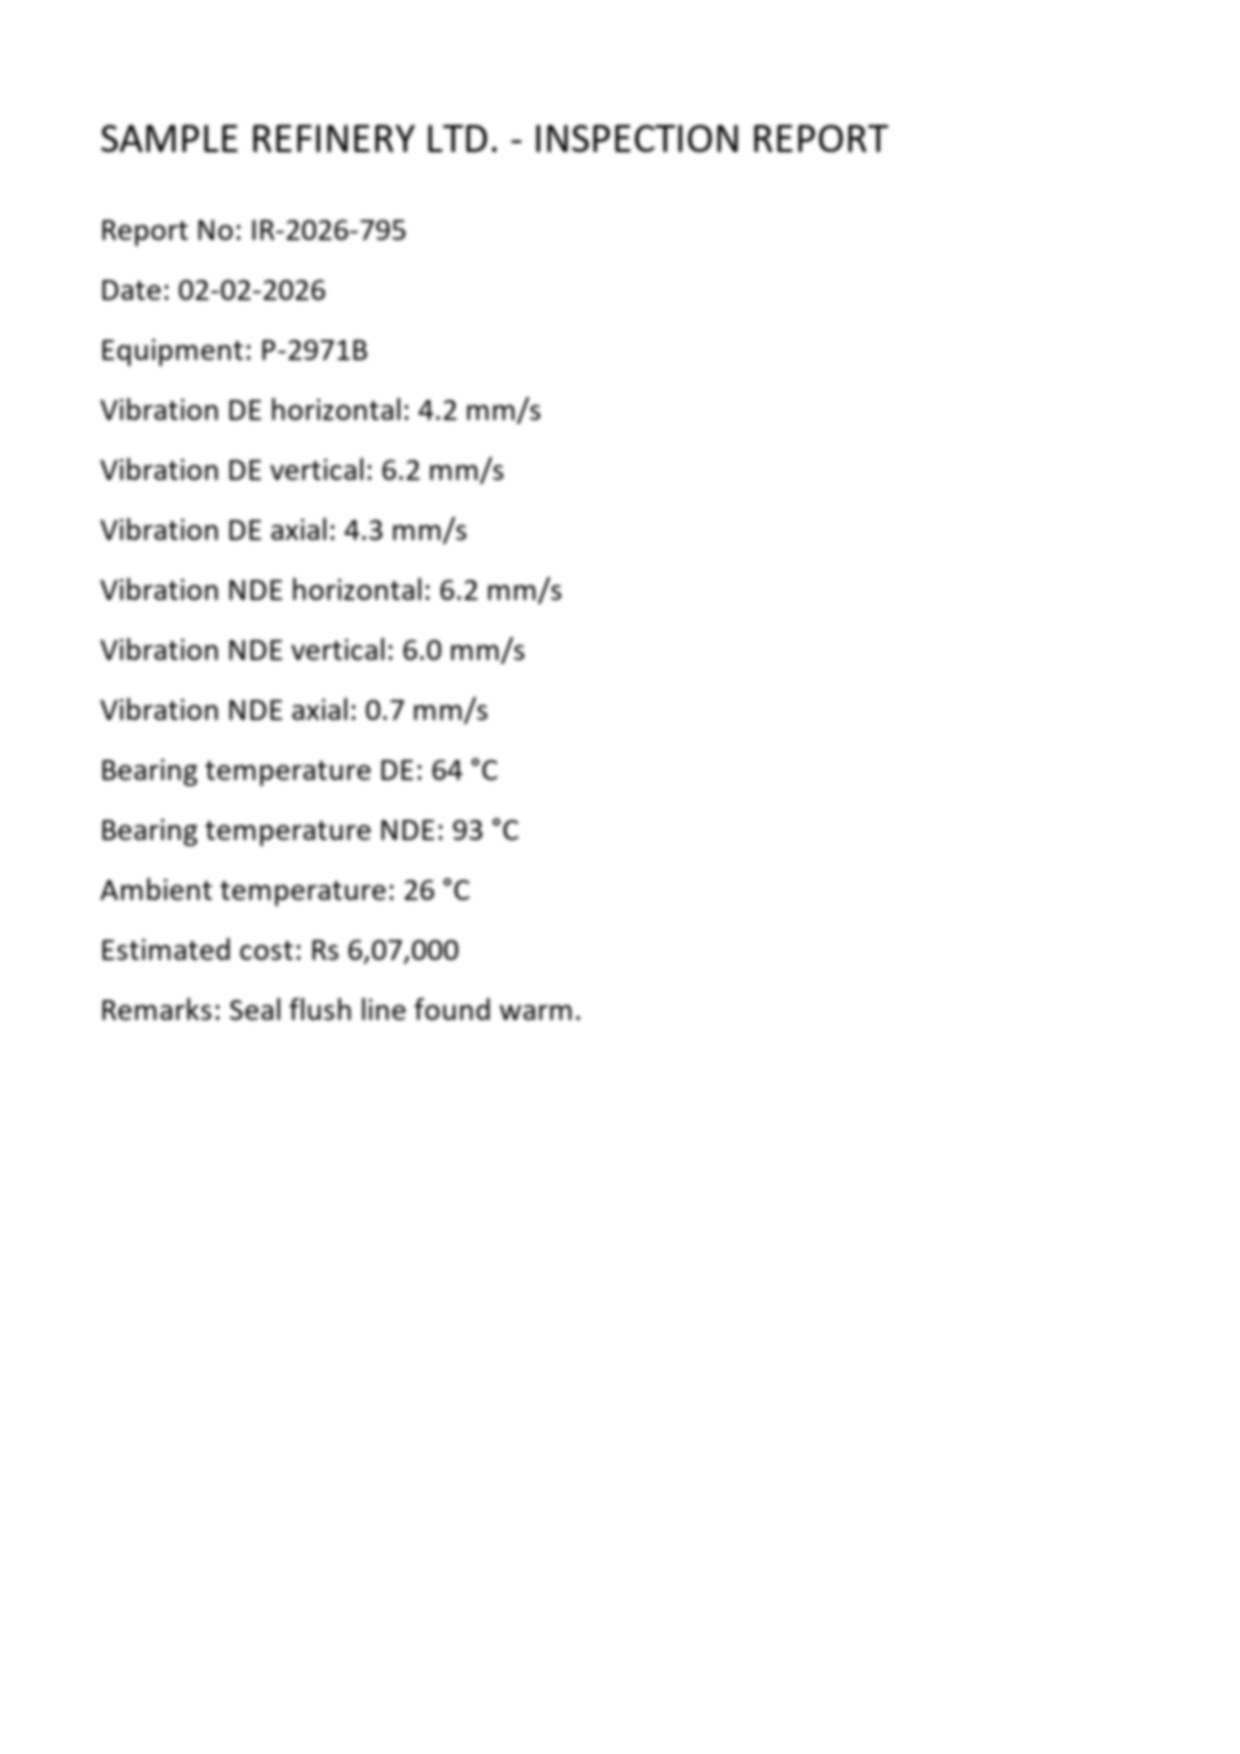 SAMPLE REFINERY LTD. - INSPECTION REPORT
Report No: IR-2026-795
Date: 02-02-2026
Equipment: P-2971B
Vibration DE horizontal: 4.2 mm/s
Vibration DE vertical: 6.2 mm/s
Vibration DE axial: 4.3 mm/s
Vibration NDE horizontal: 6.2 mm/s
Vibration NDE vertical: 6.0 mm/s
Vibration NDE axial: 0.7 mm/s
Bearing temperature DE: 64 °C
Bearing temperature NDE: 93 °C
Ambient temperature: 26 °C
Estimated cost: Rs 6,07,000
Remarks: Seal flush line found warm.